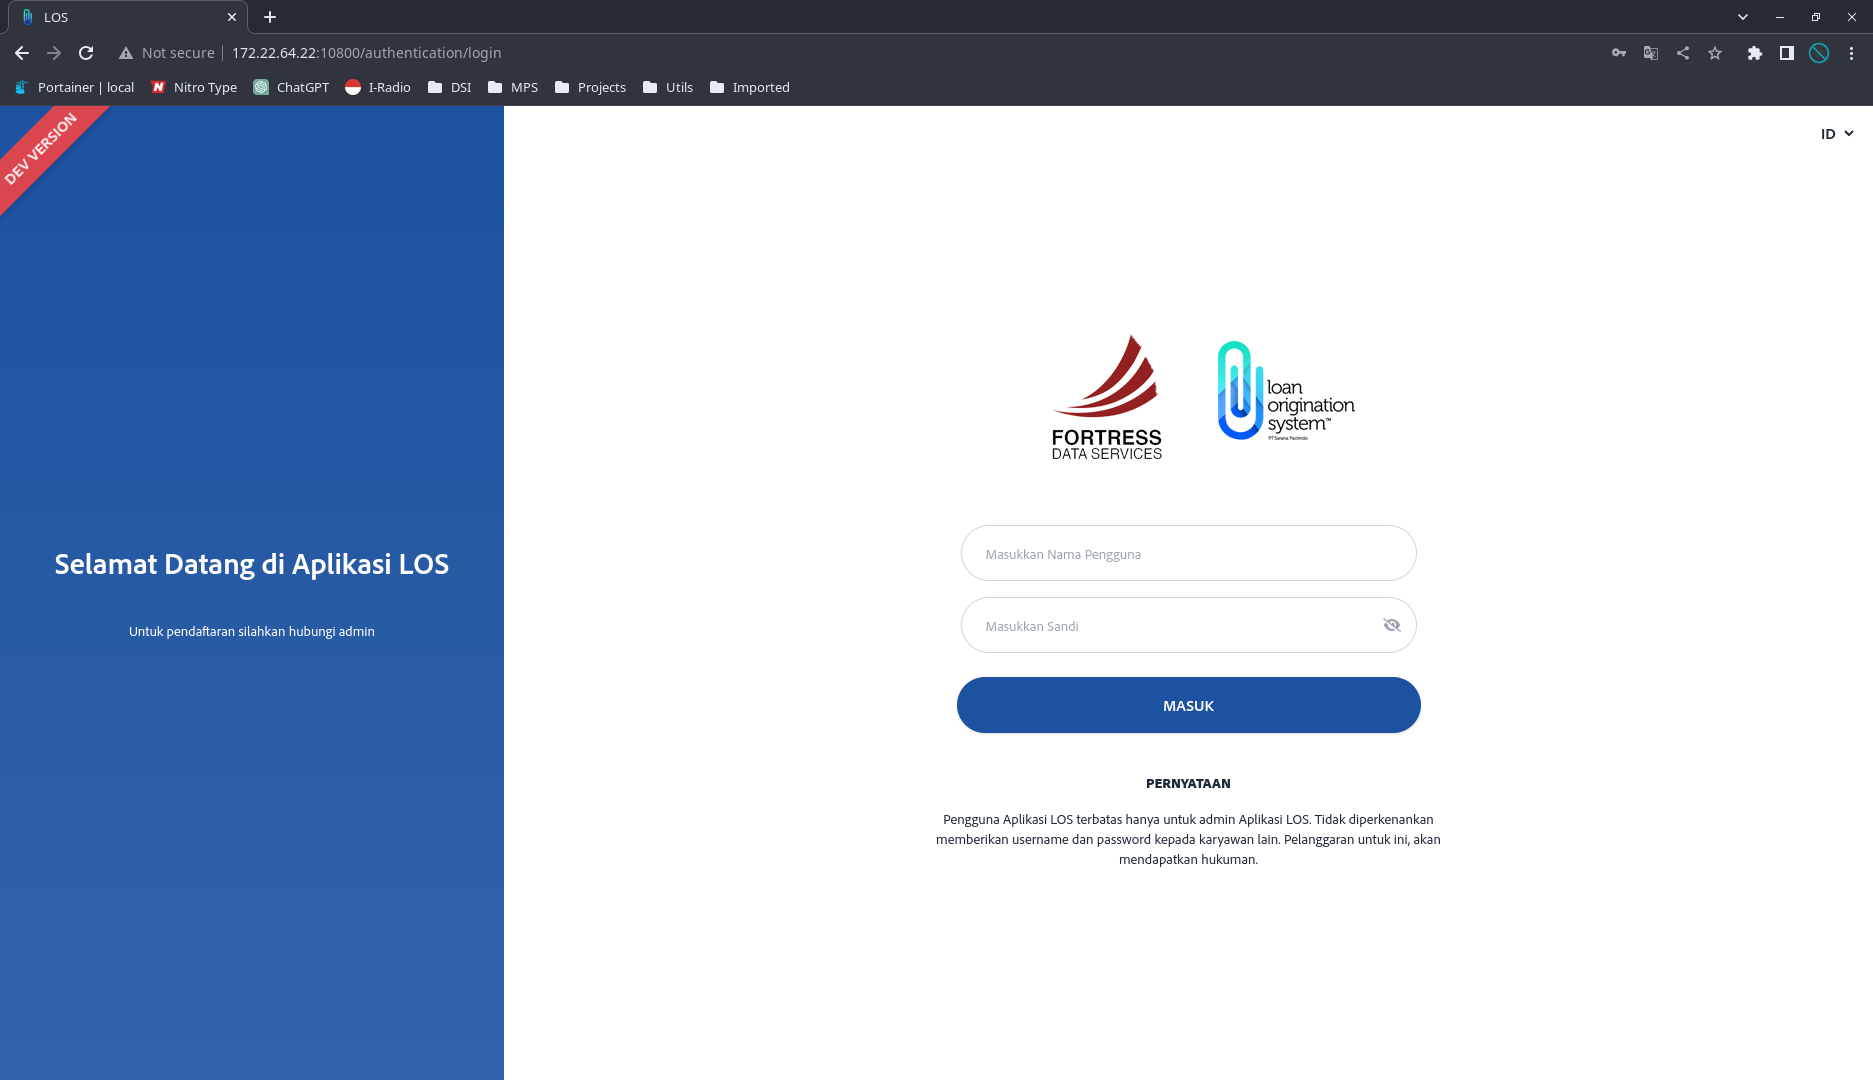 LOS
Not secure
172.22.64.22:10800/authentication/login
Portainer | local
Nitro Type
ChatGPT
I-Radio
DSI
MPS
Projects
Utils
Imported
DEV VERSION
ID
Selamat Datang di Aplikasi LOS
Untuk pendaftaran silahkan hubungi admin
FORTRESS
DATA SERVICES
loan
origination
system™
PT Sarana Pactindo
Masukkan Nama Pengguna
Masukkan Sandi
MASUK
PERNYATAAN
Pengguna Aplikasi LOS terbatas hanya untuk admin Aplikasi LOS. Tidak diperkenankan
memberikan username dan password kepada karyawan lain. Pelanggaran untuk ini, akan
mendapatkan hukuman.